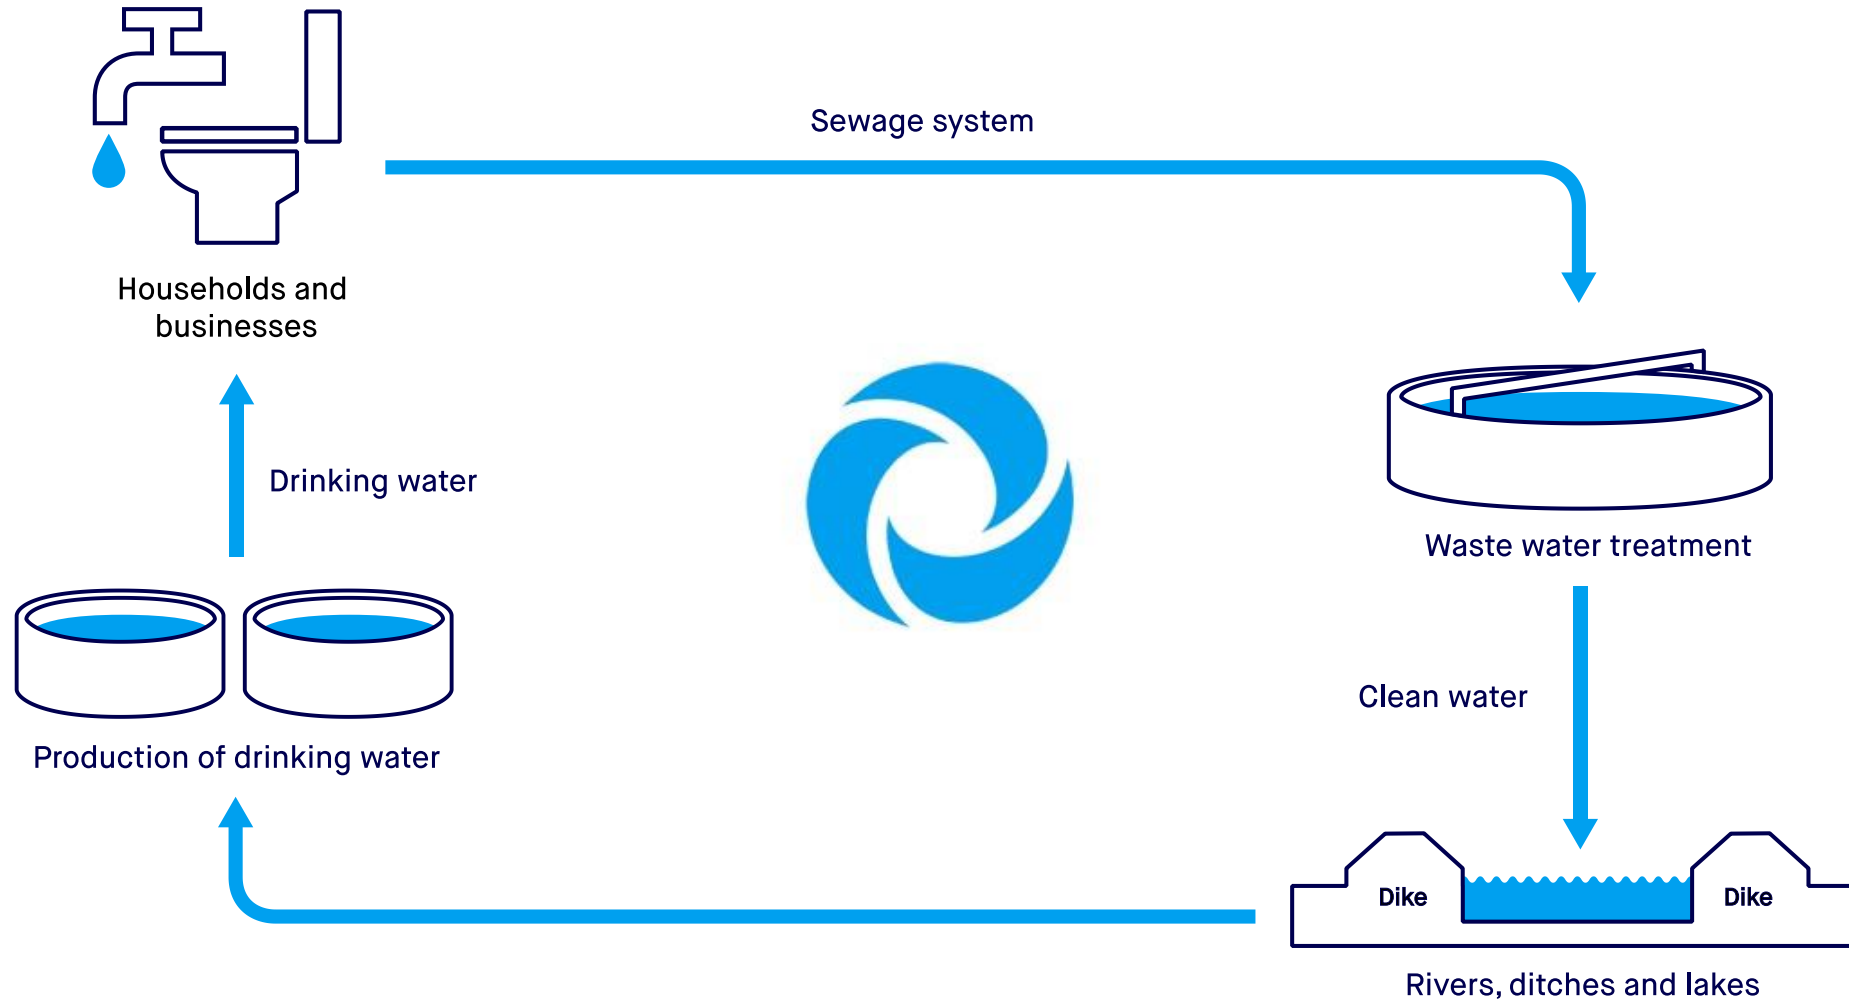 Sewage system
Households and
businesses
Drinking water
Waste water treatment
Clean water
Production of drinking water
Dike
Dike
Rivers, ditches and lakes